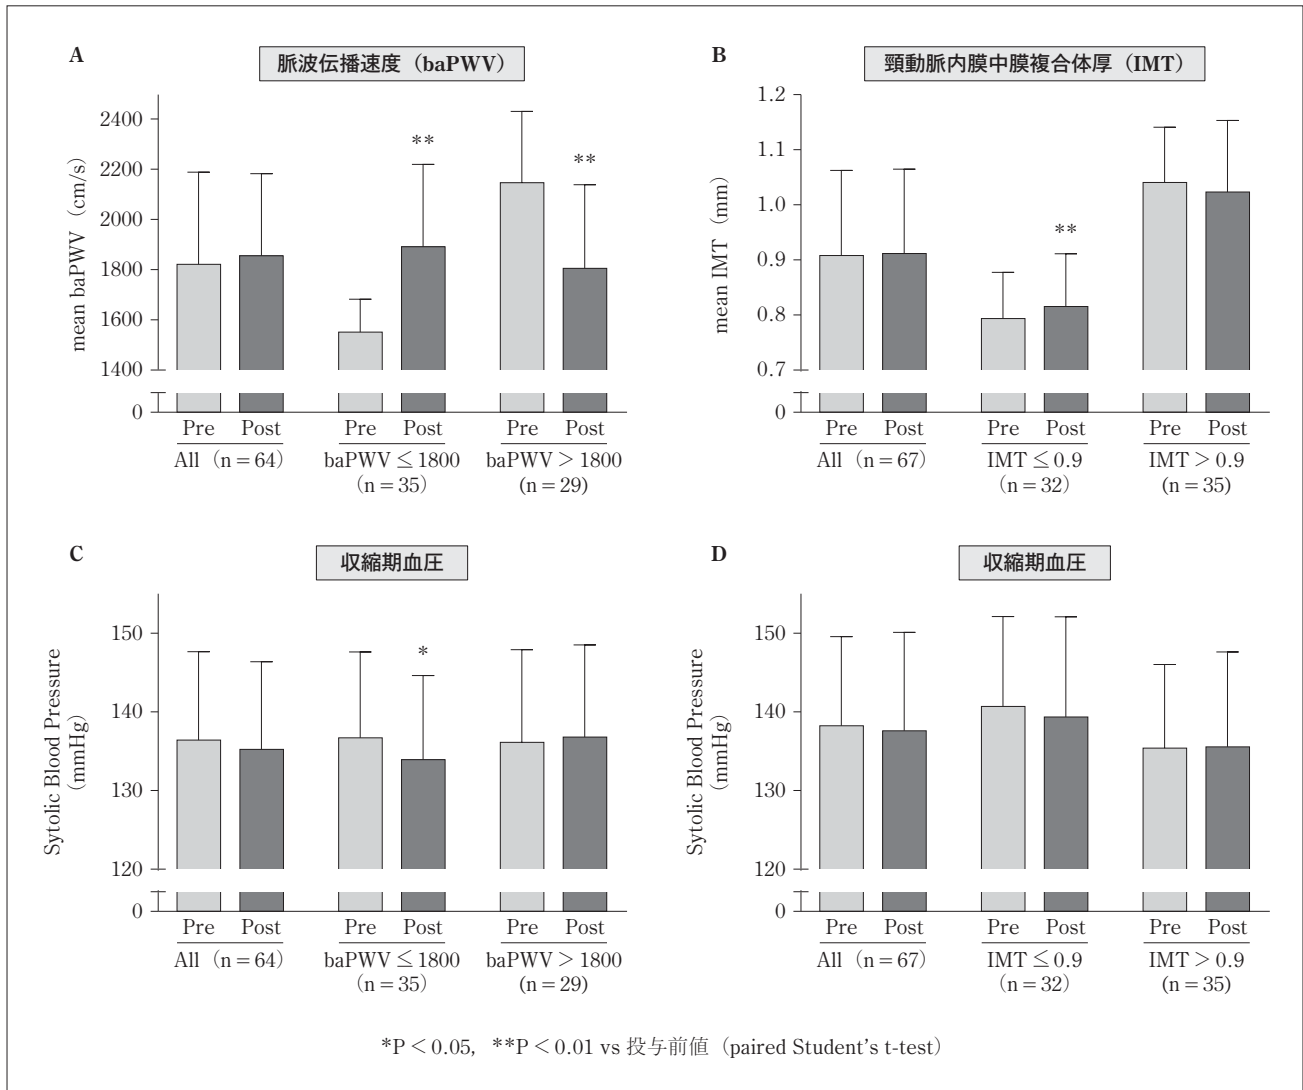 A
脈波伝播速度（baPWV）
mean baPWV（cm/s）
2400
2200
2000
1800
1600
1400
0
Pre Post Pre Post Pre Post
All（n＝64） baPWV ≤ 1800 baPWV > 1800
（n＝35） （n＝29）
B
頸動脈内膜中膜複合体厚（IMT）
mean IMT（mm）
1.2
1.1
1.0
0.9
0.8
0.7
0
** **
**
Pre Post Pre Post Pre Post
All（n＝67） IMT ≤ 0.9 IMT > 0.9
（n＝32） （n＝35）
C
収縮期血圧
Sytolic Blood Pressure
（mmHg）
150
140
130
120
0
*
Pre Post Pre Post Pre Post
All（n＝64） baPWV ≤ 1800 baPWV > 1800
（n＝35） （n＝29）
D
収縮期血圧
Sytolic Blood Pressure
（mmHg）
150
140
130
120
0
Pre Post Pre Post Pre Post
All（n＝67） IMT ≤ 0.9 IMT > 0.9
（n＝32） （n＝35）
*P < 0.05, **P < 0.01 vs 投与前値（paired Student's t-test）